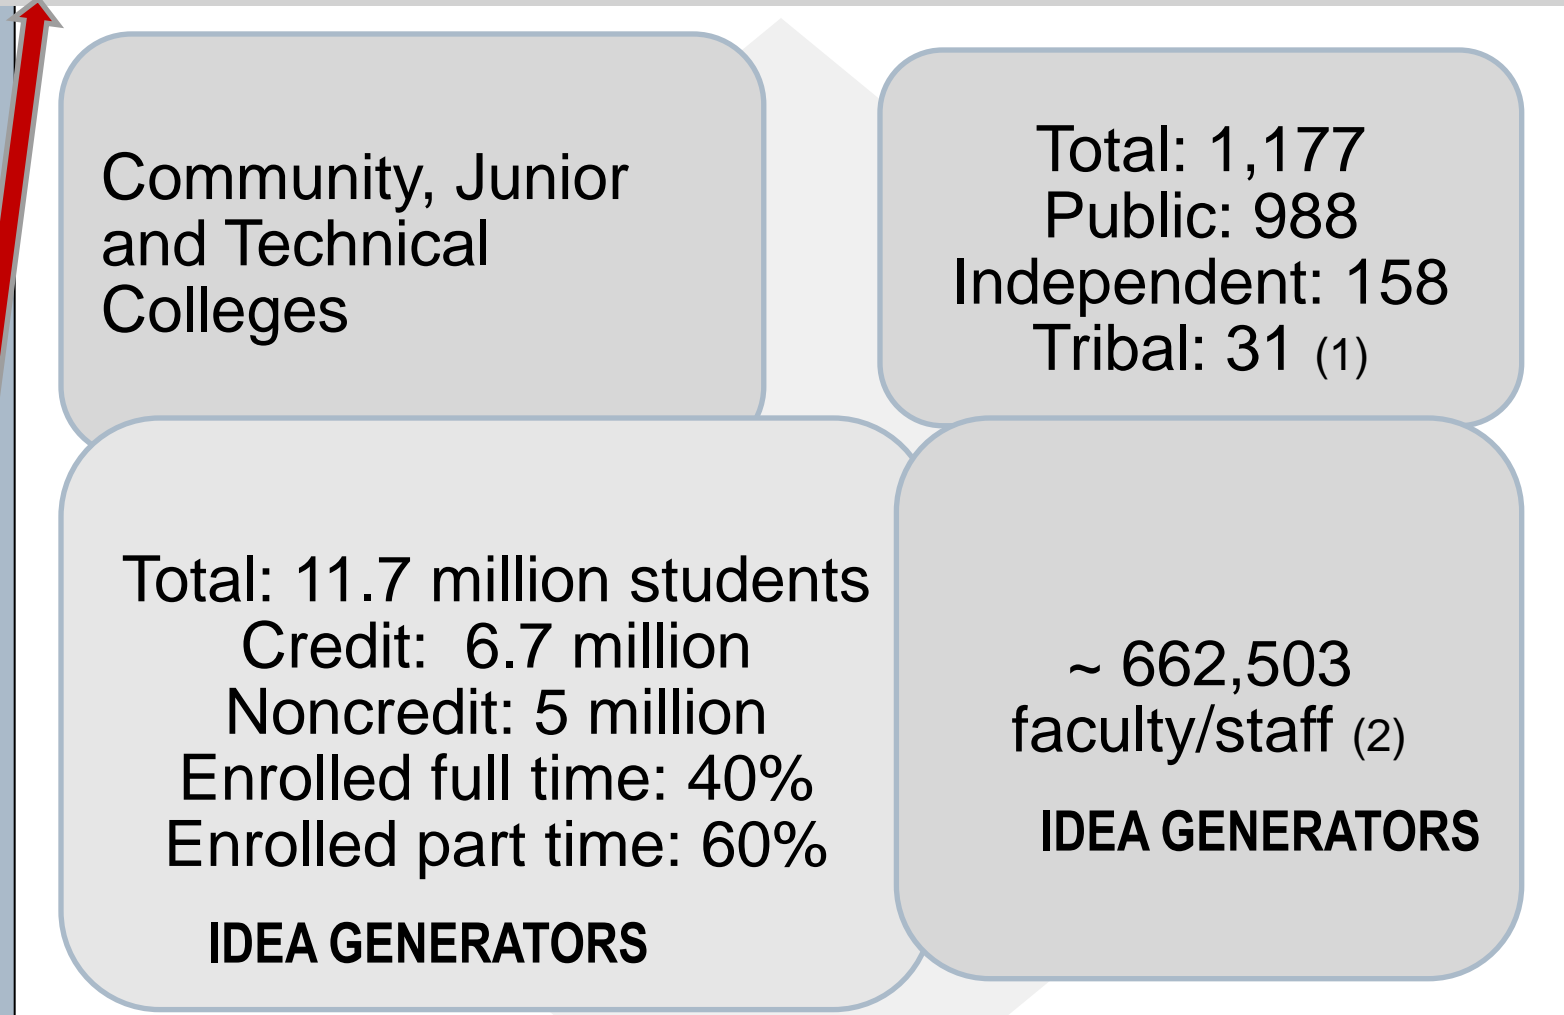 Community, Junior
and Technical
Colleges
Total: 1,177
Public: 988
Independent: 158
Tribal: 31 (1)
Total: 11.7 million students
Credit:  6.7 million
Noncredit: 5 million
Enrolled full time: 40%
Enrolled part time: 60%
IDEA GENERATORS
~ 662,503
faculty/staff (2)
IDEA GENERATORS